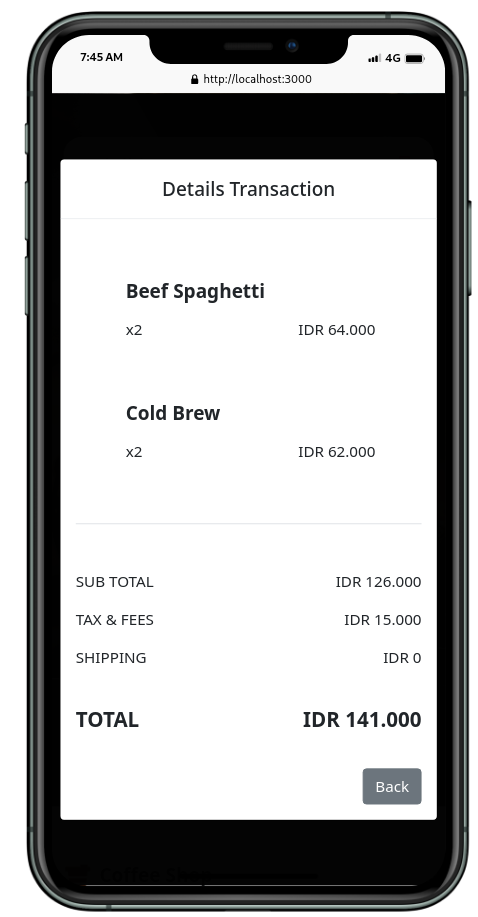 7:45 AM
4G
http://localhost:3000
Details Transaction
Beef Spaghetti
x2 IDR 64.000
Cold Brew
x2 IDR 62.000
SUB TOTAL IDR 126.000
TAX & FEES IDR 15.000
SHIPPING IDR 0
TOTAL IDR 141.000
Back
Coffee Shop